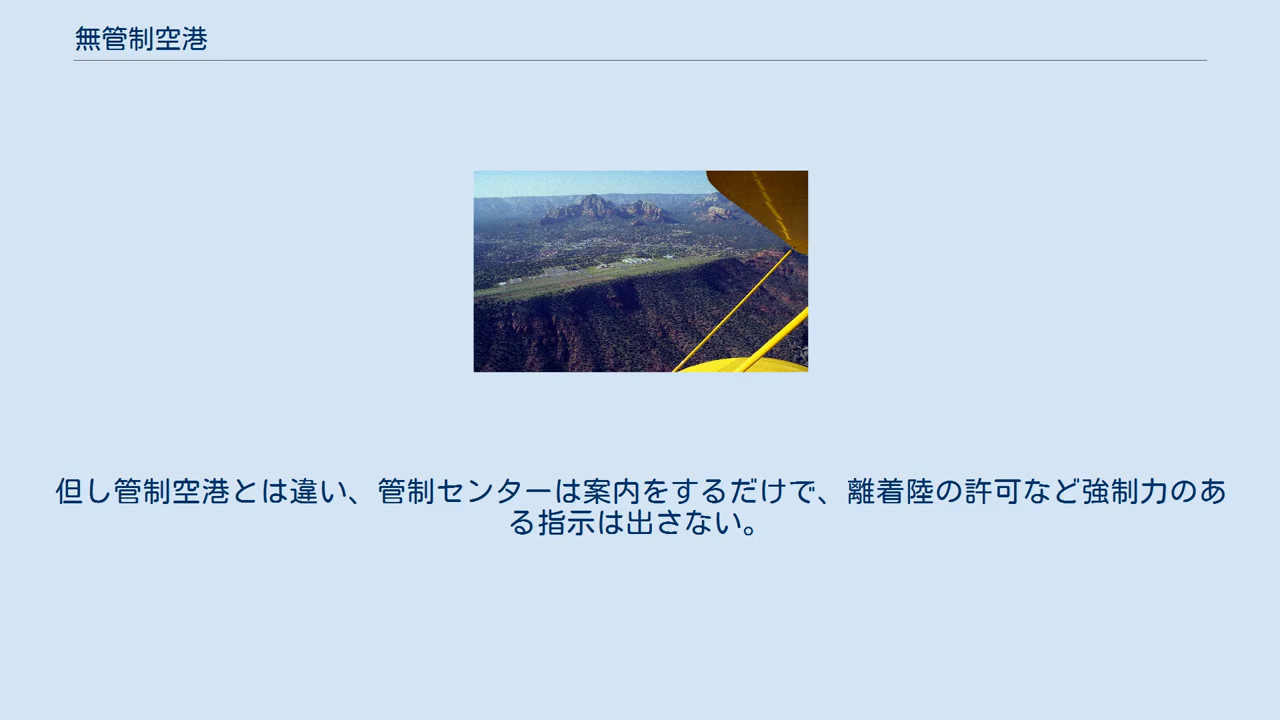 無管制空港
但し管制空港とは違い、管制センターは案内をするだけで、離着陸の許可など強制力のあ
る指示は出さない。